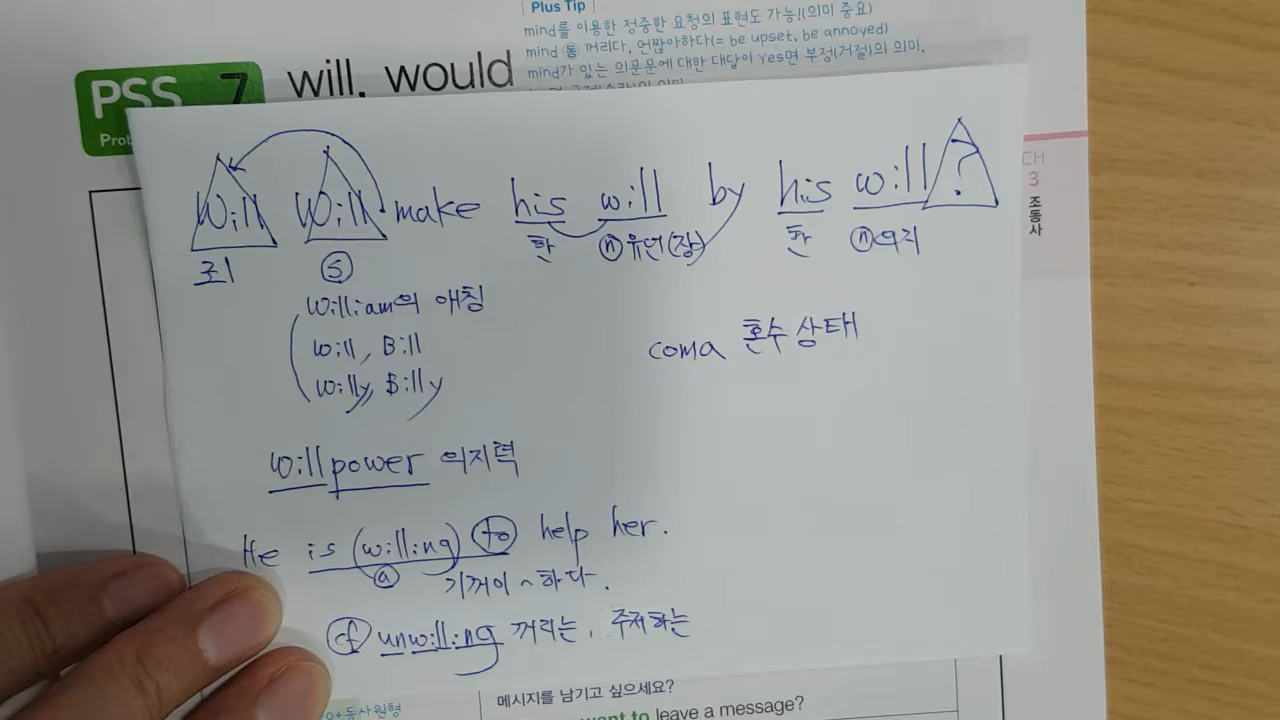 Plus Tip
mind를 이용한 정중한 요청의 표현도 가능!(의미 중요)
mind 동 꺼리다, 언짢아하다(= be upset, be annoyed)
mind가 있는 의문문에 대한 대답이 Yes면 부정(거절)의 의미,
PSS 7 will, would
Will Will make his will by his will?
조 S 한 n 유언(장) 한 n 의지
William의 애칭
Will, Bill
Willy, Billy
coma 혼수상태
willpower 의지력
He is (willing) to help her.
a 기꺼이 ~하다.
cf unwilling 꺼리는, 주저하는
CH
3
조동사
메시지를 남기고 싶으세요?
to leave a message?
+동사원형